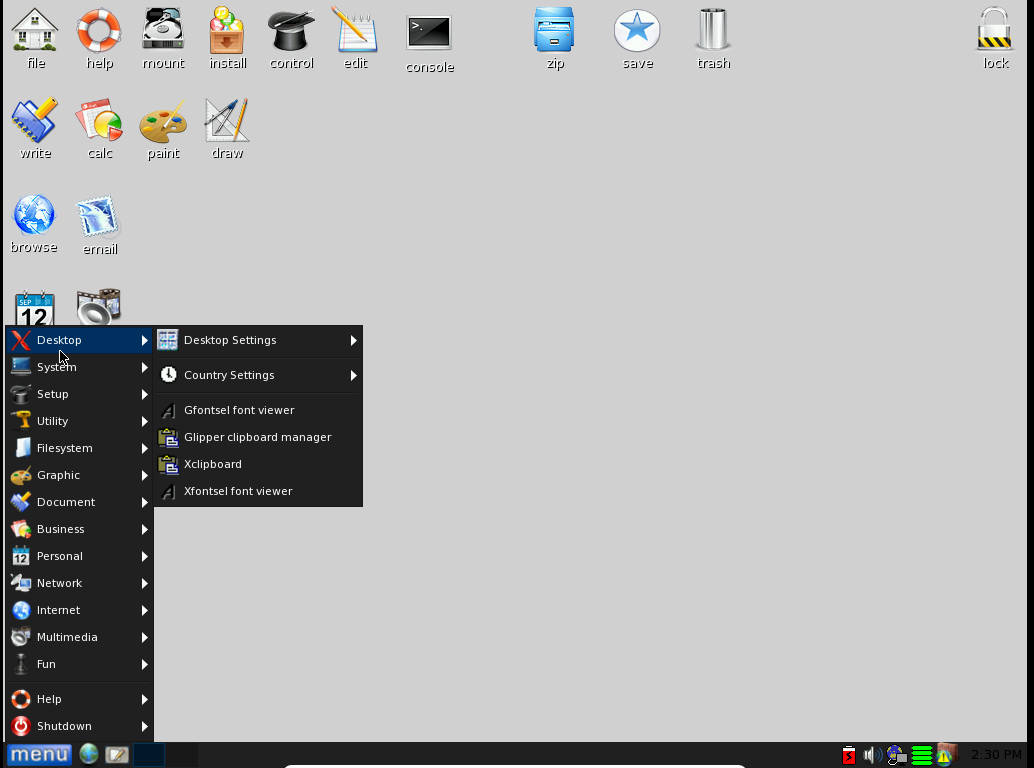 file help mount install control edit console zip save trash lock
write calc paint draw
browse email
SEP
12
Desktop
System
Setup
Utility
Filesystem
Graphic
Document
Business
Personal
Network
Internet
Multimedia
Fun
Help
Shutdown
Desktop Settings
Country Settings
Gfontsel font viewer
Glipper clipboard manager
Xclipboard
Xfontsel font viewer
menu 2:30 PM